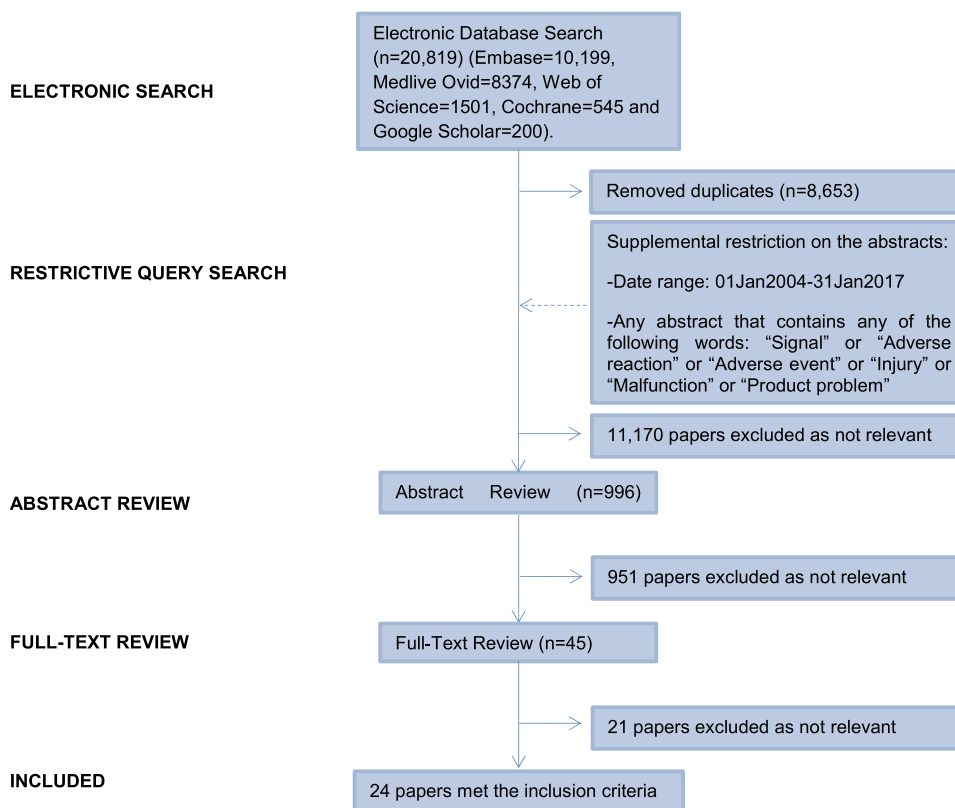 Electronic Database Search
(n=20,819) (Embase=10,199,
Medlive Ovid=8374, Web of
Science=1501, Cochrane=545 and
Google Scholar=200).
ELECTRONIC SEARCH
Removed duplicates (n=8,653)
Supplemental restriction on the abstracts:
-Date range: 01Jan2004-31Jan2017
-Any abstract that contains any of the
following words: “Signal” or “Adverse
reaction” or “Adverse event” or “Injury” or
“Malfunction” or “Product problem”
RESTRICTIVE QUERY SEARCH
11,170 papers excluded as not relevant
ABSTRACT REVIEW
Abstract Review (n=996)
951 papers excluded as not relevant
FULL-TEXT REVIEW
Full-Text Review (n=45)
21 papers excluded as not relevant
INCLUDED
24 papers met the inclusion criteria